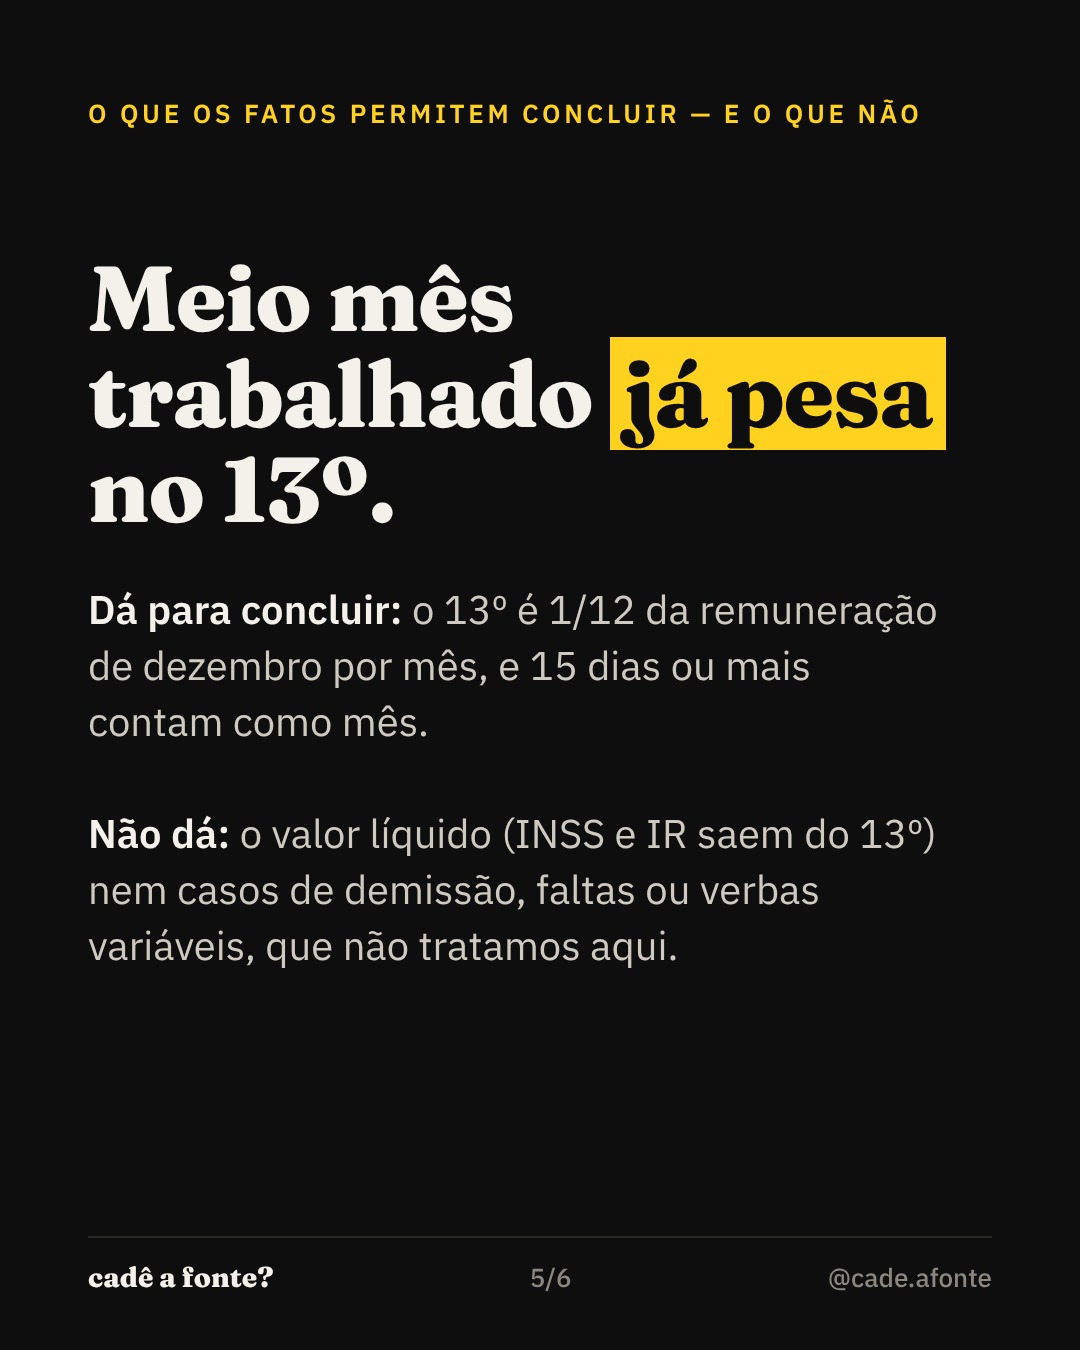 O QUE OS FATOS PERMITEM CONCLUIR — E O QUE NÃO
Meio mês
trabalhado já pesa
no 13º.
Dá para concluir: o 13º é 1/12 da remuneração
de dezembro por mês, e 15 dias ou mais
contam como mês.
Não dá: o valor líquido (INSS e IR saem do 13º)
nem casos de demissão, faltas ou verbas
variáveis, que não tratamos aqui.
cadê a fonte?
5/6
@cade.afonte